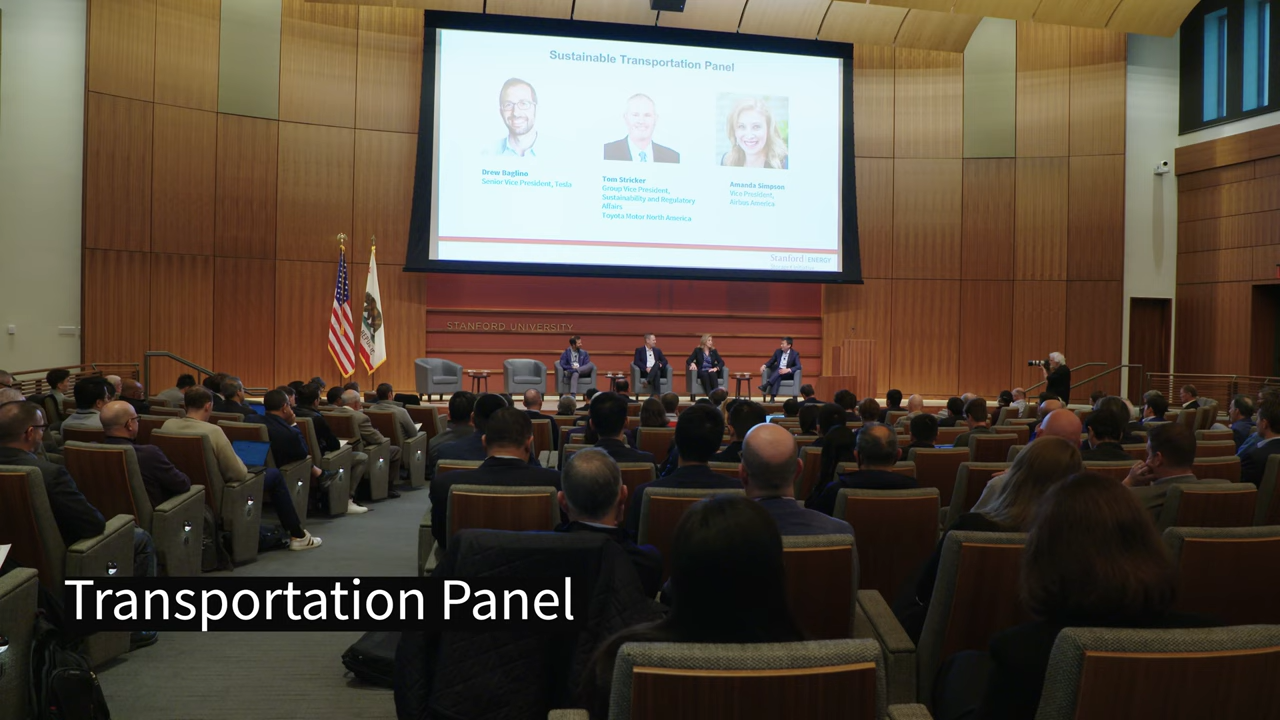 Sustainable Transportation Panel
Drew Baglino
Senior Vice President, Tesla
Tom Stricker
Group Vice President,
Sustainability and Regulatory
Affairs
Toyota Motor North America
Amanda Simpson
Vice President,
Airbus America
Stanford ENERGY
STANFORD UNIVERSITY
Transportation Panel